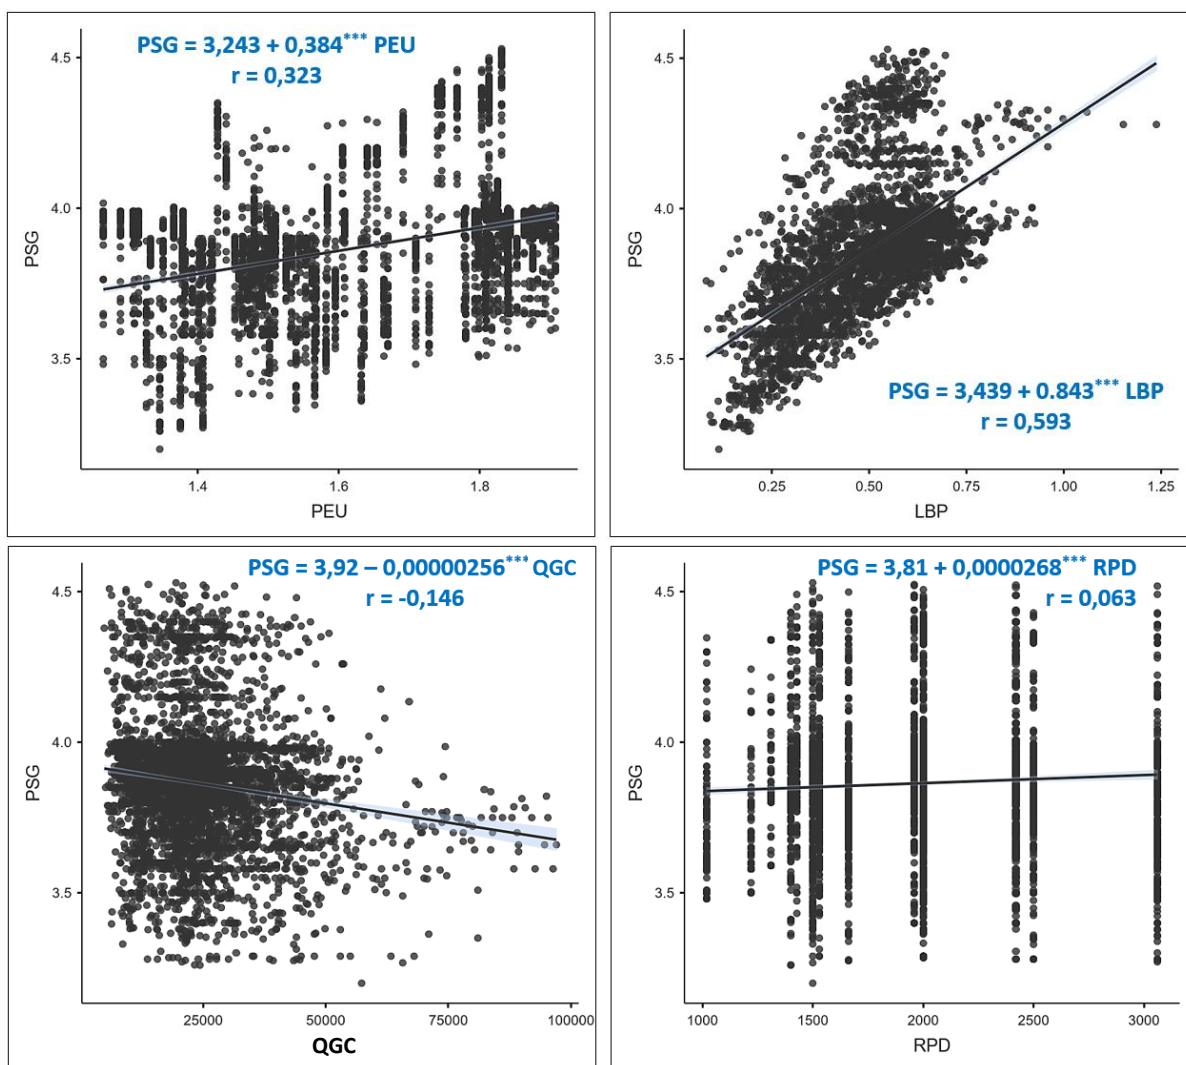 PSG = 3,243 + 0,384*** PEU
r = 0,323
4.5
4.0
3.5
PSG
1.4 1.6 1.8
PEU
4.5
4.0
3.5
PSG
PSG = 3,439 + 0.843*** LBP
r = 0,593
0.25 0.50 0.75 1.00 1.25
LBP
PSG = 3,92 – 0,00000256*** QGC
r = -0,146
4.5
4.0
3.5
PSG
25000 50000 75000 100000
QGC
PSG = 3,81 + 0,0000268*** RPD
r = 0,063
4.5
4.0
3.5
PSG
1000 1500 2000 2500 3000
RPD